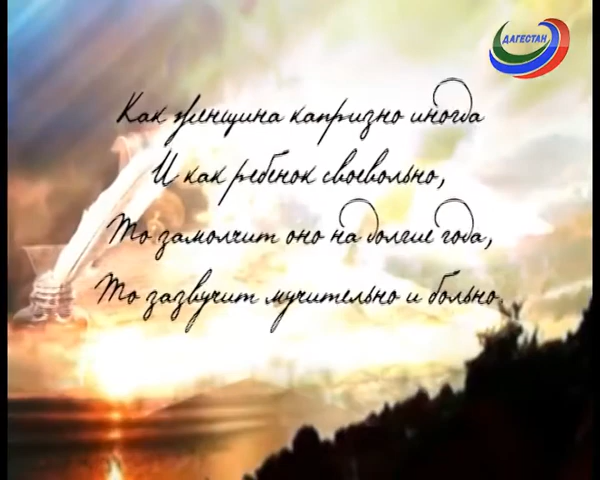 ДАГЕСТАН
Как женщина капризно иногда
И как ребенок своевольно,
То замолчит оно на долгие года,
То зазвучит мучительно и больно.